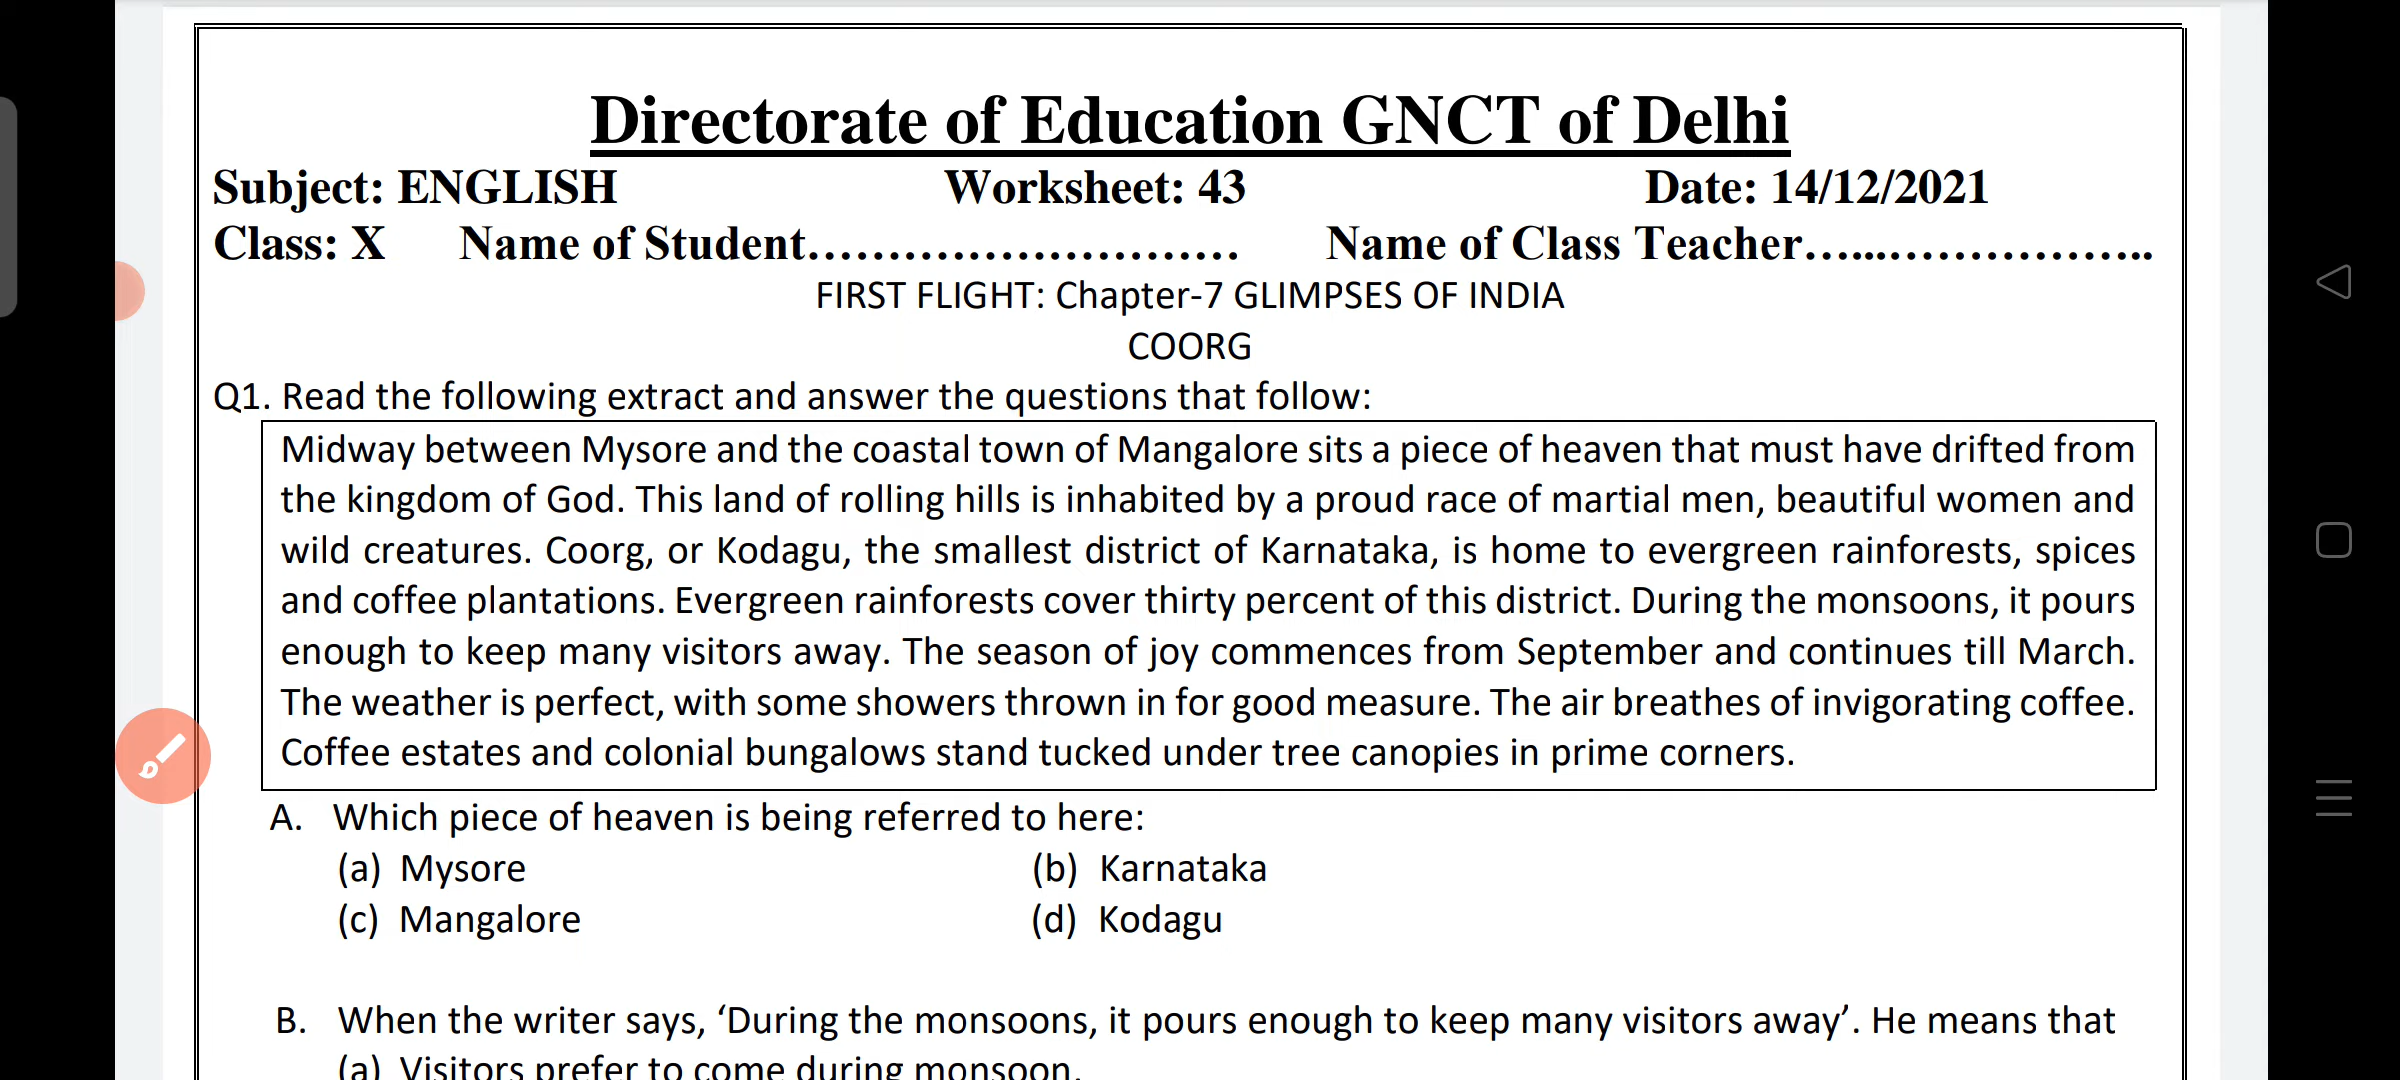 Directorate of Education GNCT of Delhi
Subject: ENGLISH Worksheet: 43 Date: 14/12/2021
Class: X Name of Student........................... Name of Class Teacher.........................
FIRST FLIGHT: Chapter-7 GLIMPSES OF INDIA
COORG
Q1. Read the following extract and answer the questions that follow:
Midway between Mysore and the coastal town of Mangalore sits a piece of heaven that must have drifted from
the kingdom of God. This land of rolling hills is inhabited by a proud race of martial men, beautiful women and
wild creatures. Coorg, or Kodagu, the smallest district of Karnataka, is home to evergreen rainforests, spices
and coffee plantations. Evergreen rainforests cover thirty percent of this district. During the monsoons, it pours
enough to keep many visitors away. The season of joy commences from September and continues till March.
The weather is perfect, with some showers thrown in for good measure. The air breathes of invigorating coffee.
Coffee estates and colonial bungalows stand tucked under tree canopies in prime corners.
A. Which piece of heaven is being referred to here:
(a) Mysore (b) Karnataka
(c) Mangalore (d) Kodagu
B. When the writer says, ‘During the monsoons, it pours enough to keep many visitors away’. He means that
(a) Visitors prefer to come during monsoon.